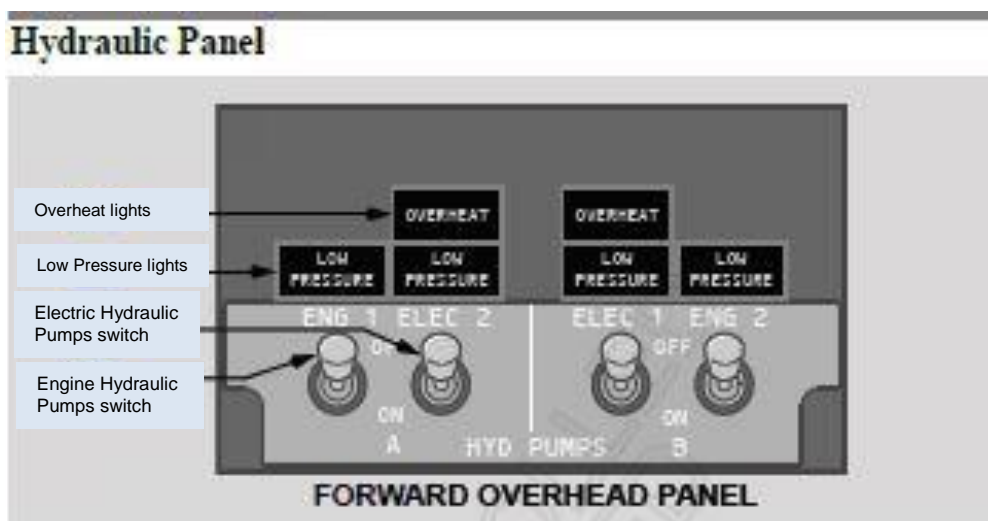 Hydraulic Panel
Overheat lights
OVERHEAT
OVERHEAT
Low Pressure lights
LOW
PRESSURE
LOW
PRESSURE
LOW
PRESSURE
LOW
PRESSURE
Electric Hydraulic
Pumps switch
ENG 1 ELEC 2
ELEC 1 ENG 2
OFF
Engine Hydraulic
Pumps switch
ON
ON
A HYD PUMPS B
FORWARD OVERHEAD PANEL